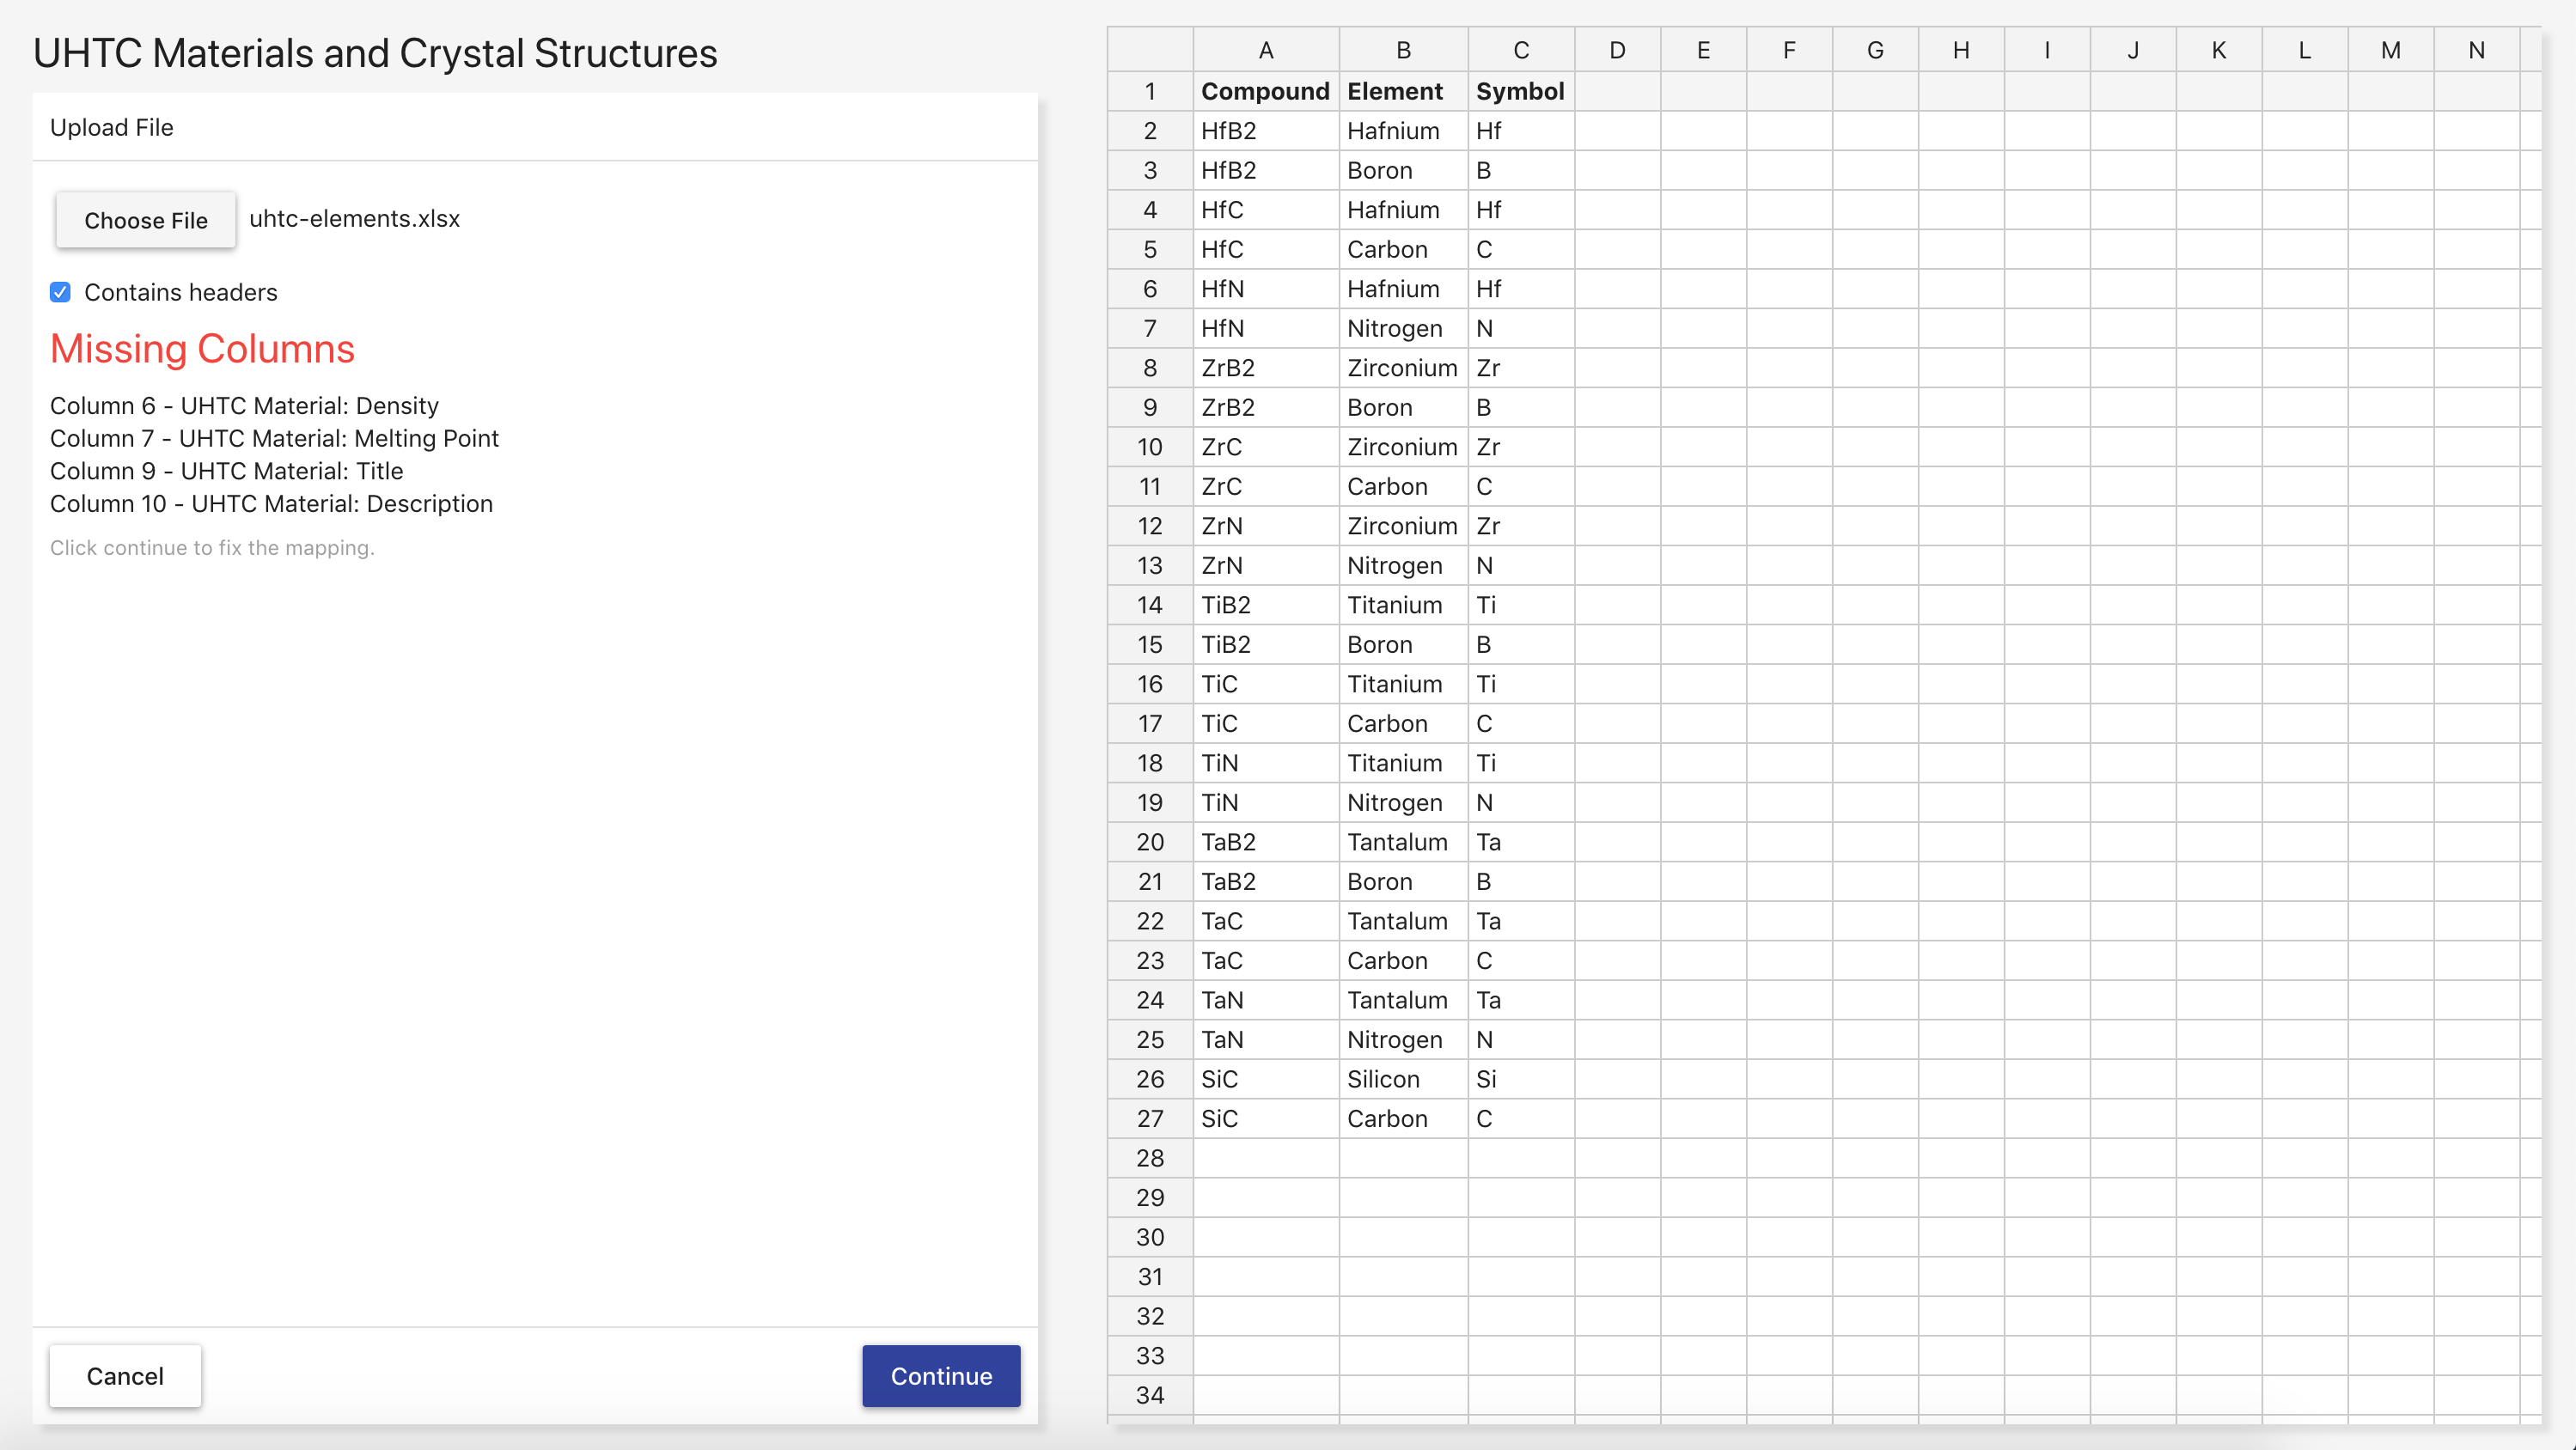 UHTC Materials and Crystal Structures
Upload File
Choose File uhtc-elements.xlsx
Contains headers
Missing Columns
Column 6 - UHTC Material: Density
Column 7 - UHTC Material: Melting Point
Column 9 - UHTC Material: Title
Column 10 - UHTC Material: Description
Click continue to fix the mapping.
Cancel Continue
A B C D E F G H I J K L M N
1 Compound Element Symbol
2 HfB2 Hafnium Hf
3 HfB2 Boron B
4 HfC Hafnium Hf
5 HfC Carbon C
6 HfN Hafnium Hf
7 HfN Nitrogen N
8 ZrB2 Zirconium Zr
9 ZrB2 Boron B
10 ZrC Zirconium Zr
11 ZrC Carbon C
12 ZrN Zirconium Zr
13 ZrN Nitrogen N
14 TiB2 Titanium Ti
15 TiB2 Boron B
16 TiC Titanium Ti
17 TiC Carbon C
18 TiN Titanium Ti
19 TiN Nitrogen N
20 TaB2 Tantalum Ta
21 TaB2 Boron B
22 TaC Tantalum Ta
23 TaC Carbon C
24 TaN Tantalum Ta
25 TaN Nitrogen N
26 SiC Silicon Si
27 SiC Carbon C
28
29
30
31
32
33
34